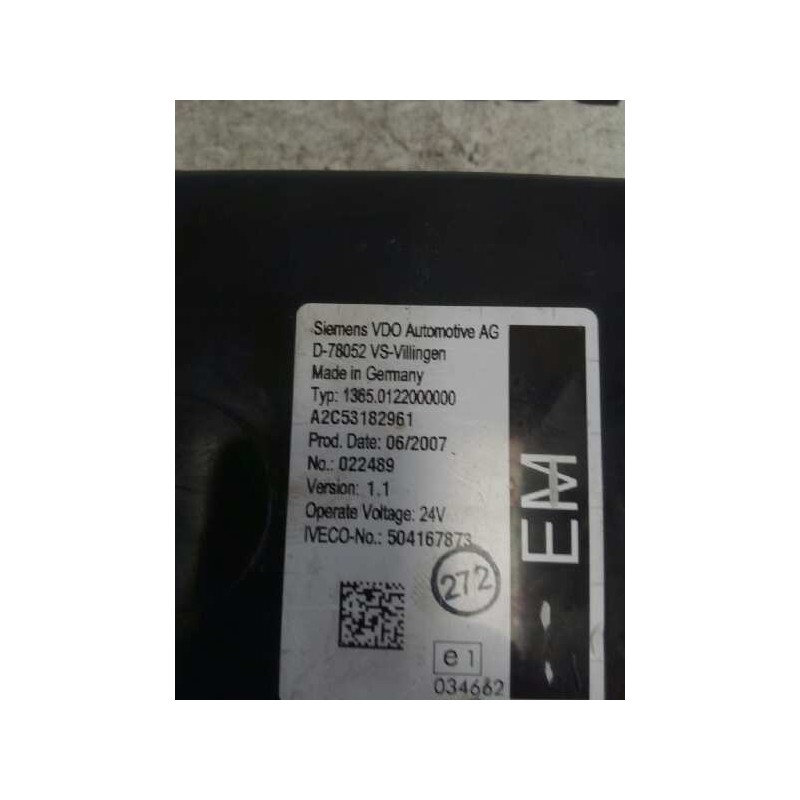 Siemens VDO Automotive AG
D-78052 VS-Villingen
Made in Germany
Typ: 1365.0122000000
A2C53182961
Prod. Date: 06/2007
No.: 022489
Version: 1.1
Operate Voltage: 24V
IVECO-No.: 504167873
272
e1
034662
EM